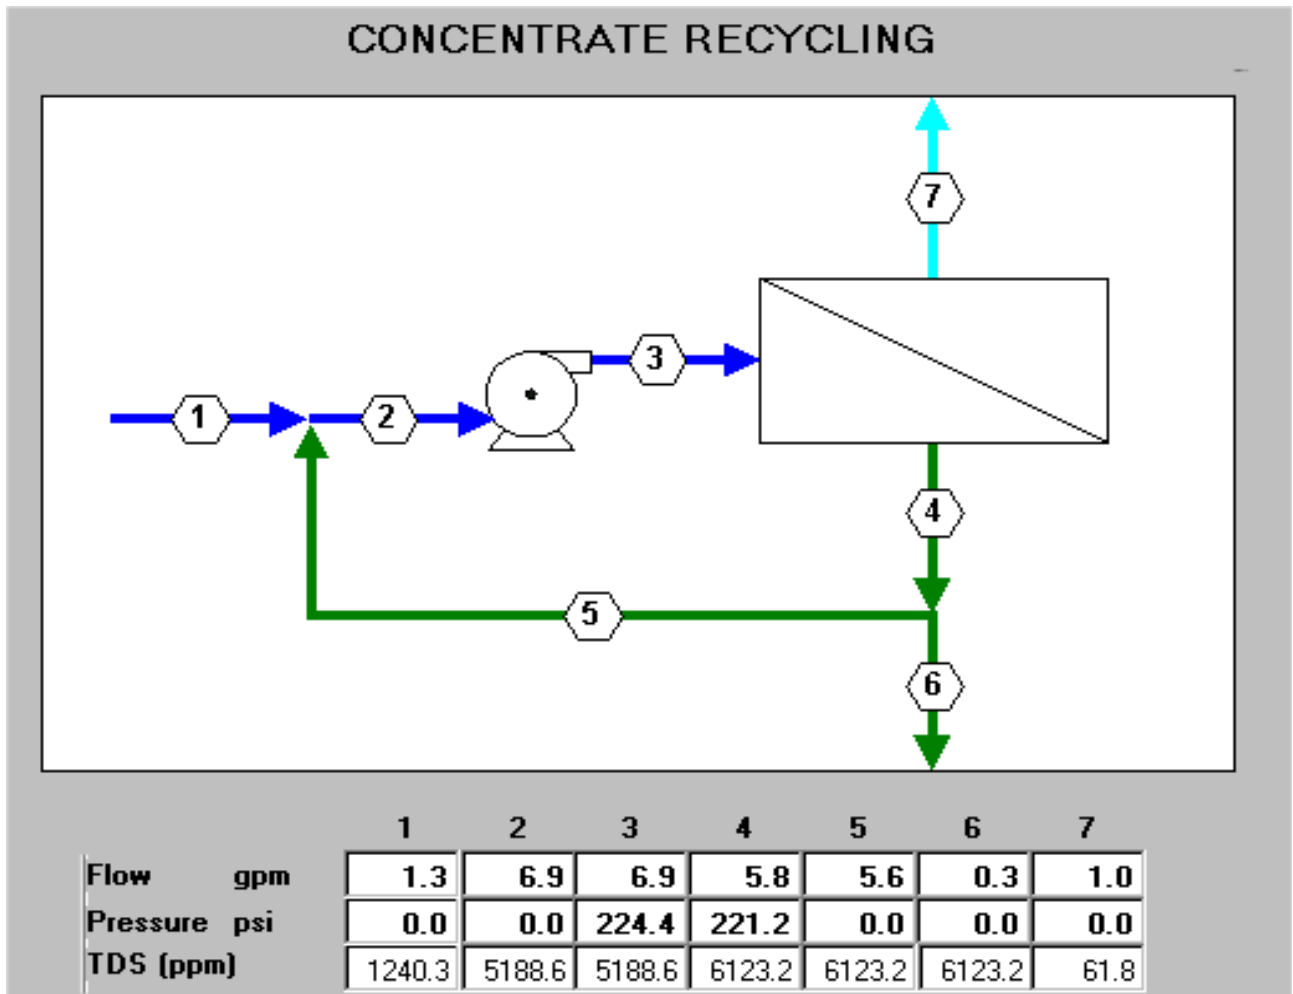 CONCENTRATE RECYCLING
7
3
1
2
4
5
6
1 2 3 4 5 6 7
Flow gpm 1.3 6.9 6.9 5.8 5.6 0.3 1.0
Pressure psi 0.0 0.0 224.4 221.2 0.0 0.0 0.0
TDS (ppm) 1240.3 5188.6 5188.6 6123.2 6123.2 6123.2 61.8